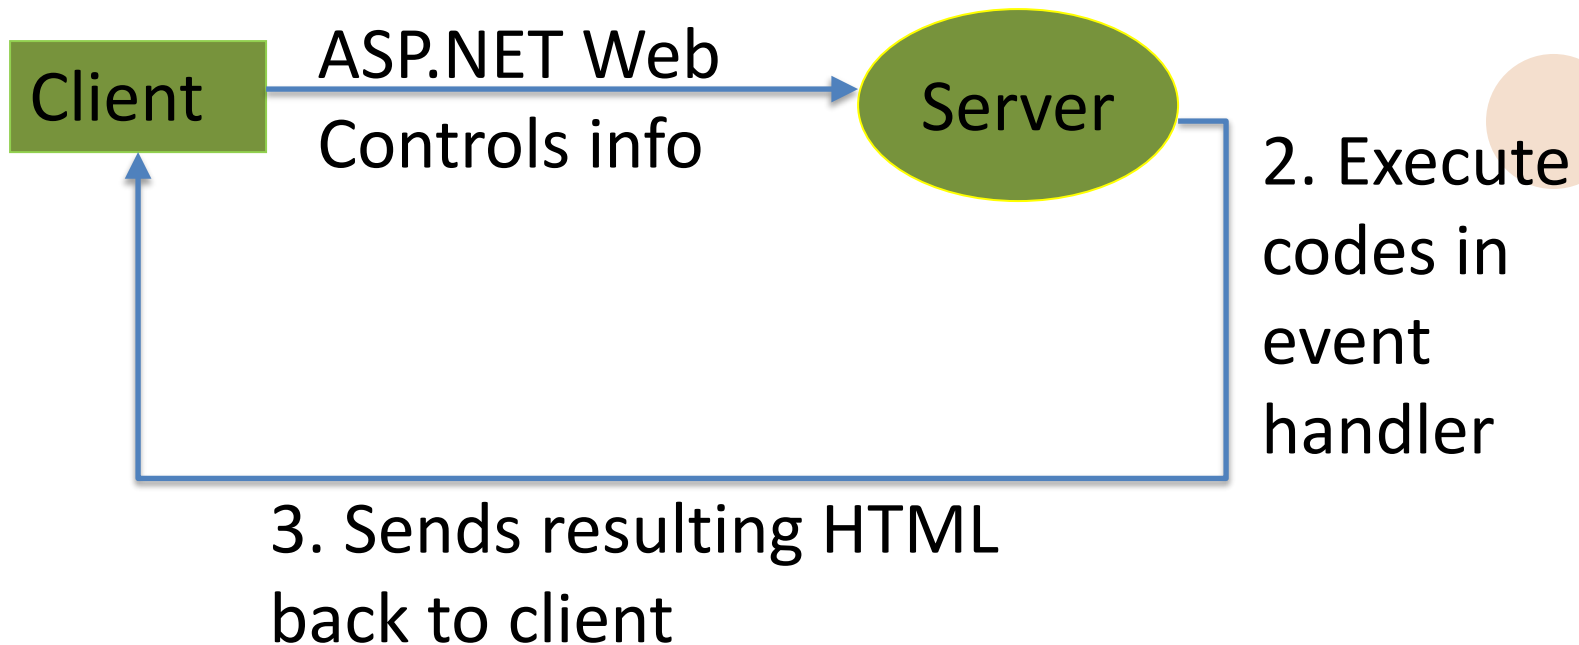 Client
ASP.NET Web
Controls info
Server
2. Execute
codes in
event
handler
3. Sends resulting HTML
back to client